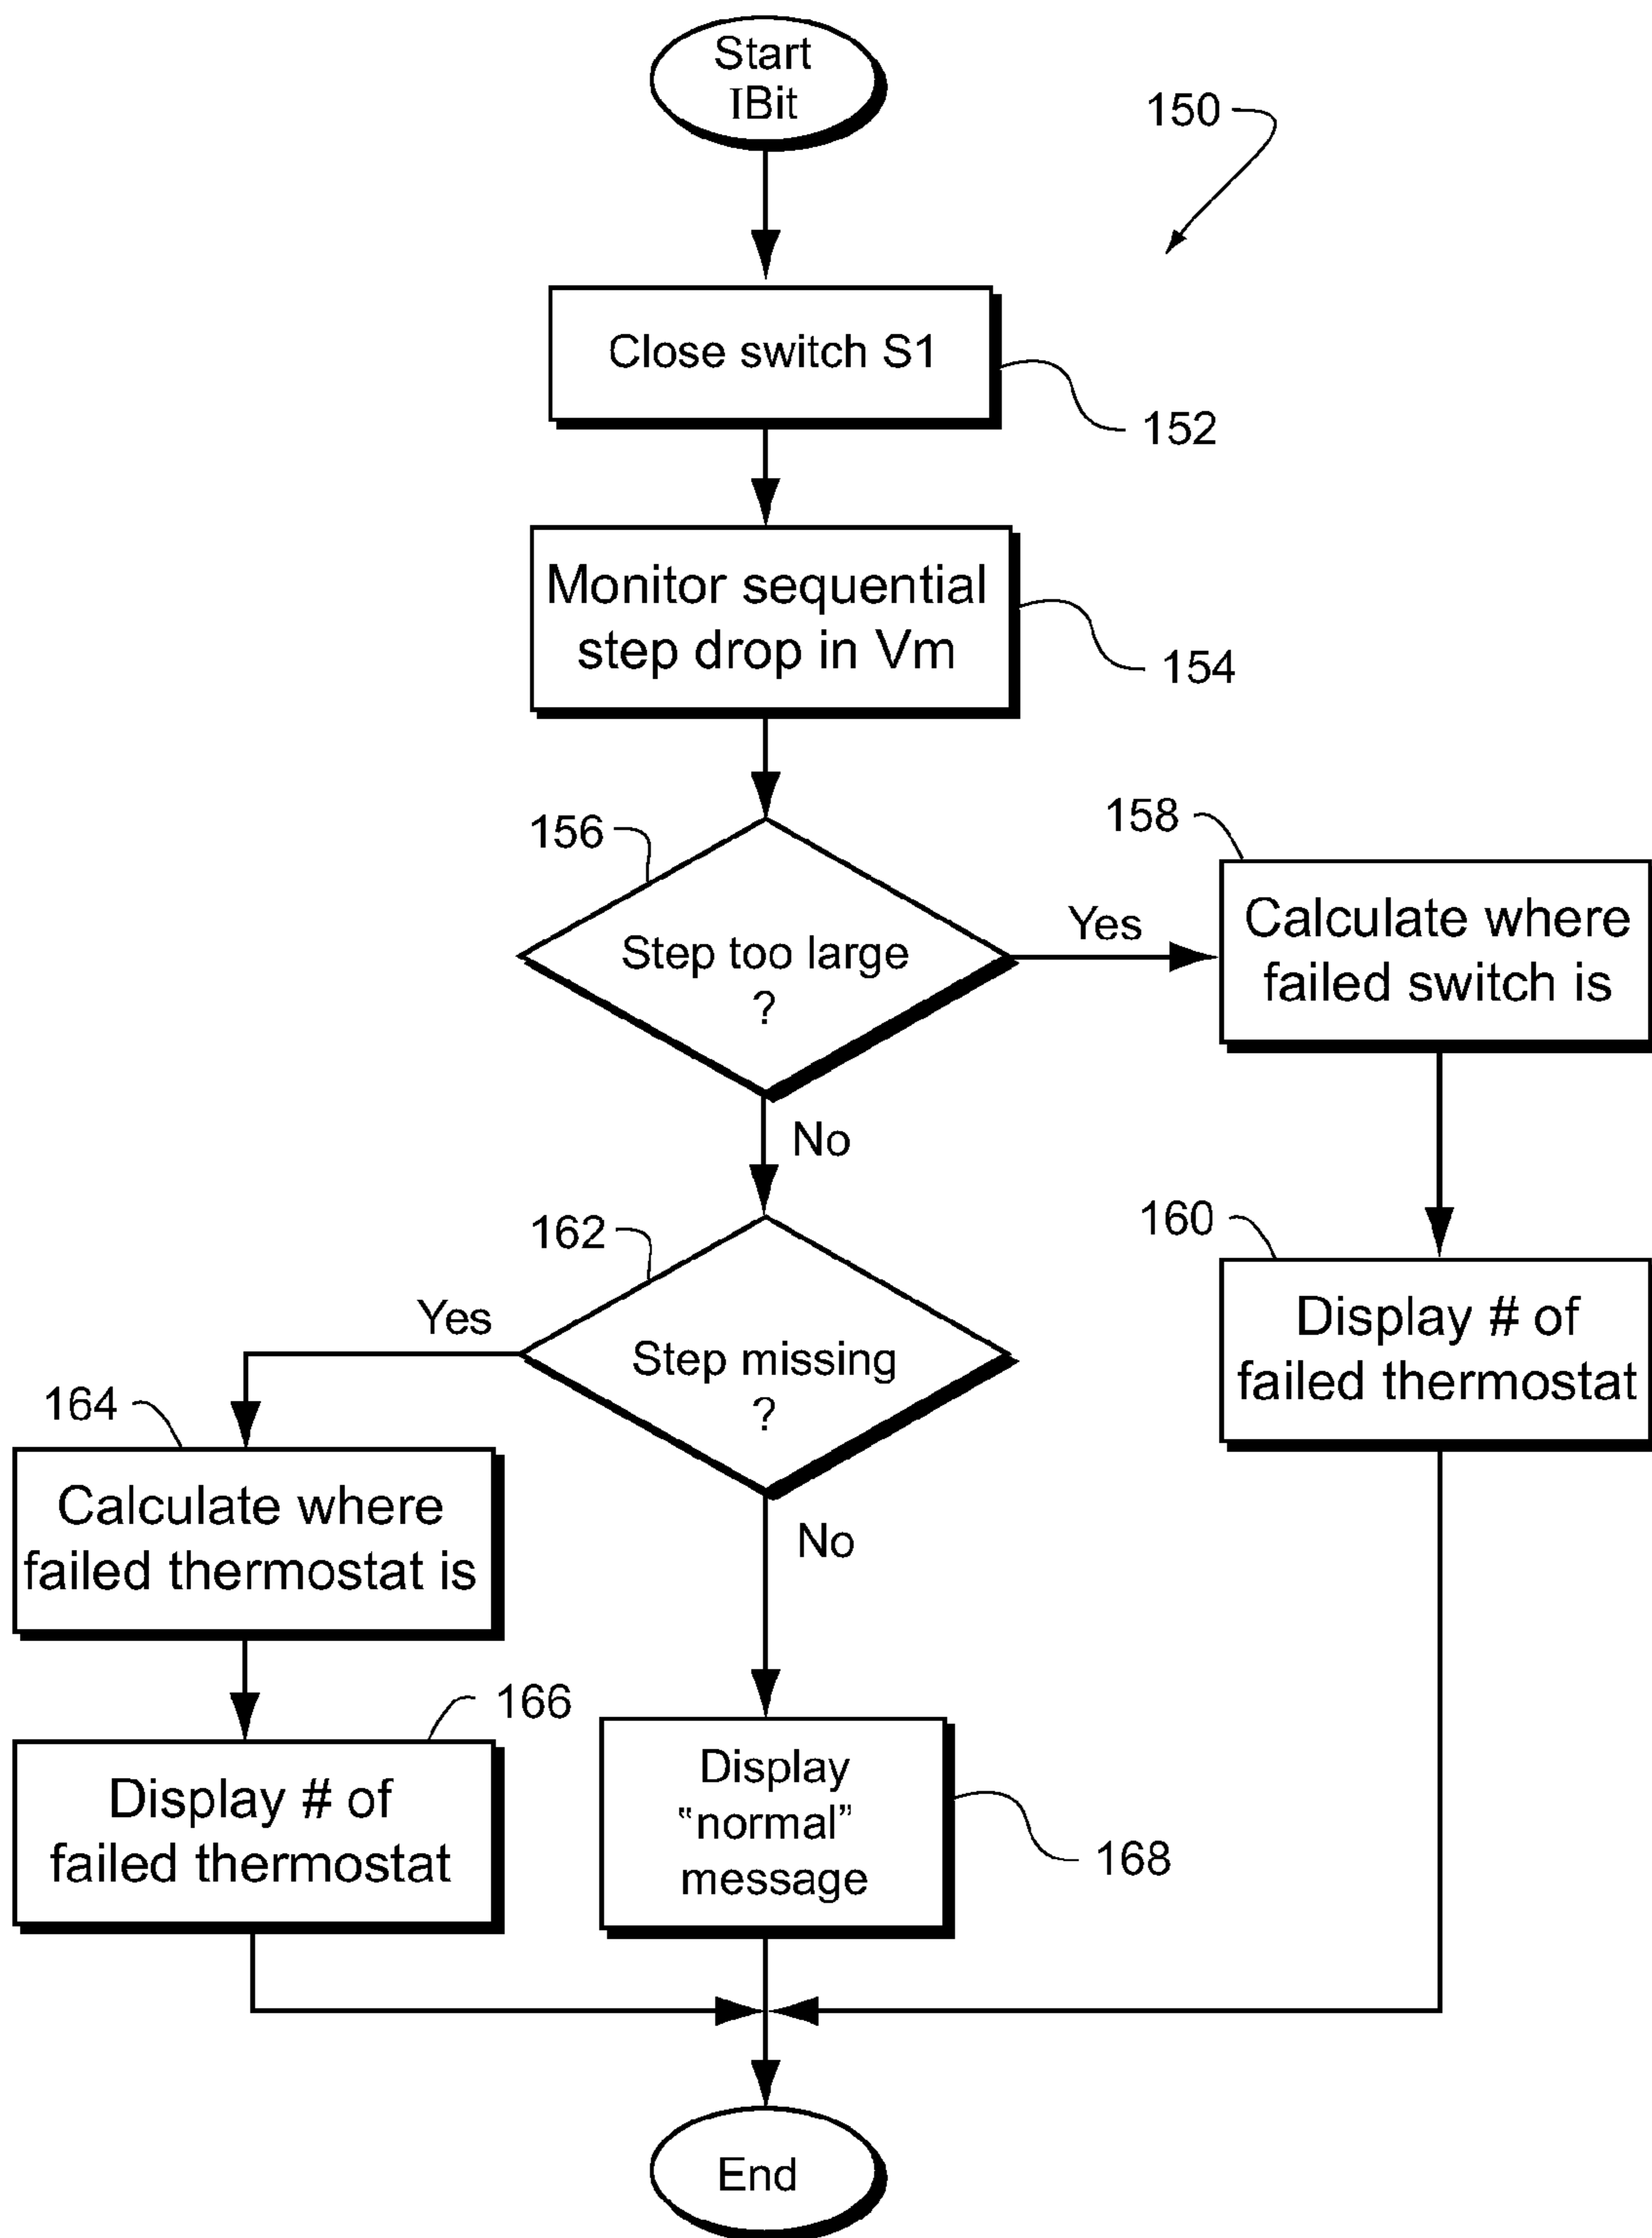 Start
IBit
150
Close switch S1
152
Monitor sequential
step drop in Vm
154
156
Step too large
?
Yes
158
Calculate where
failed switch is
No
160
Display # of
failed thermostat
162
Step missing
?
Yes
164
Calculate where
failed thermostat is
No
166
Display # of
failed thermostat
Display
“normal”
message
168
End